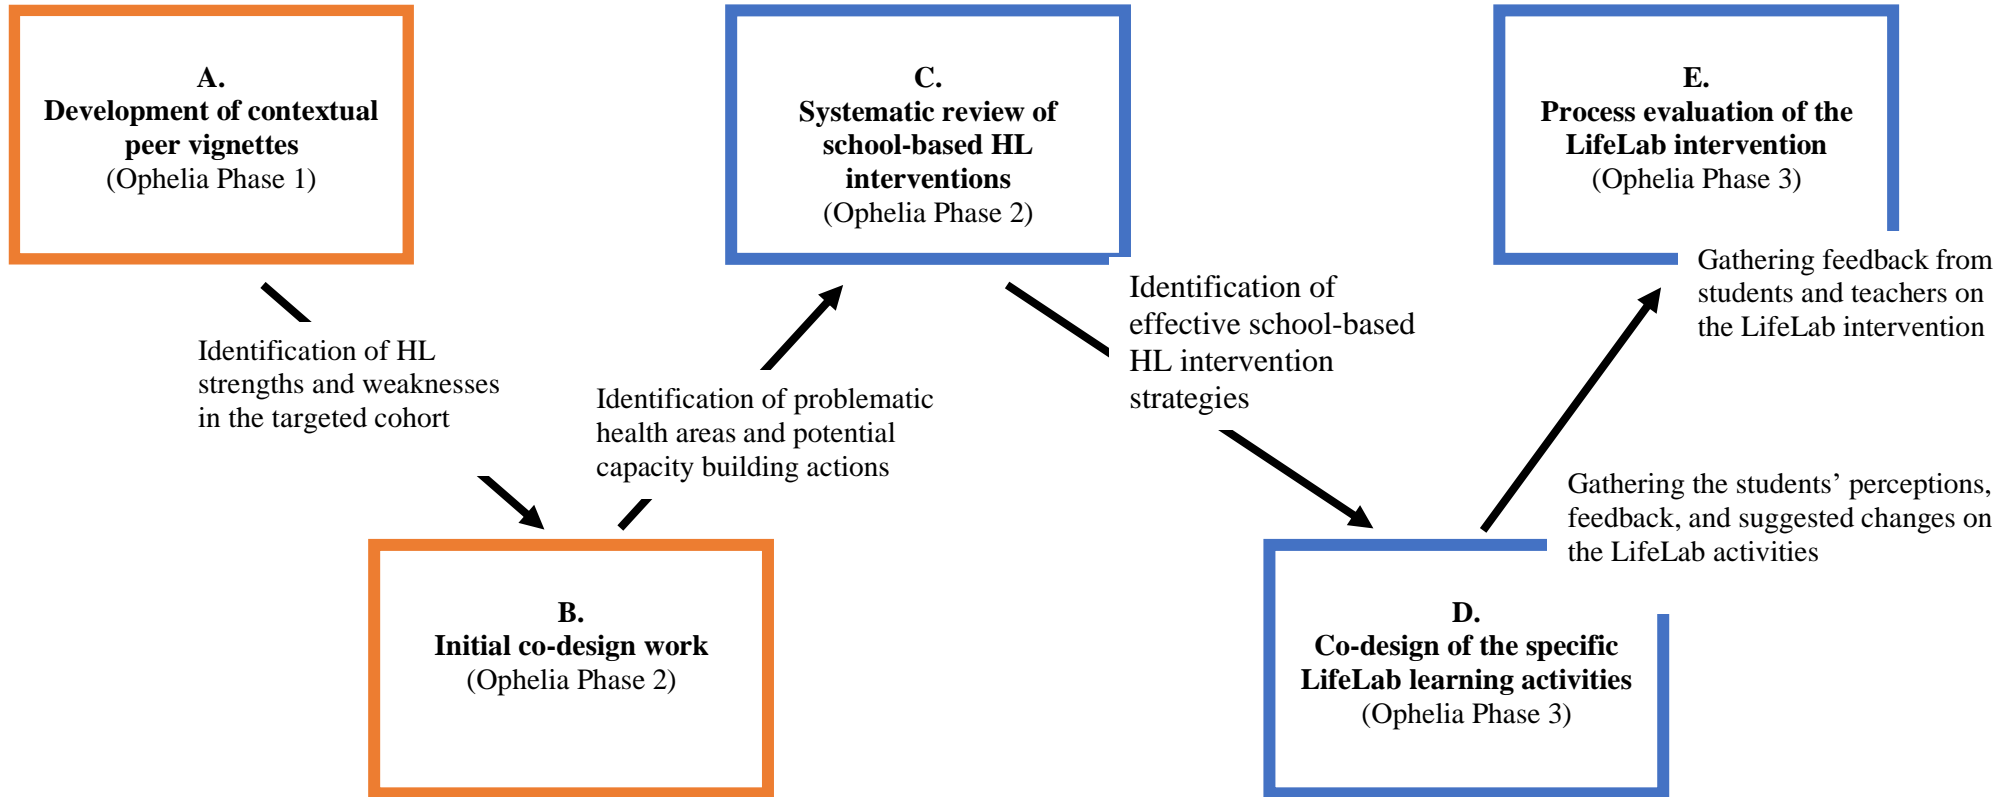 A.
Development of contextual
peer vignettes
(Ophelia Phase 1)
Identification of HL
strengths and weaknesses
in the targeted cohort
B.
Initial co-design work
(Ophelia Phase 2)
Identification of problematic
health areas and potential
capacity building actions
C.
Systematic review of
school-based HL
interventions
(Ophelia Phase 2)
Identification of
effective school-based
HL intervention
strategies
D.
Co-design of the specific
LifeLab learning activities
(Ophelia Phase 3)
Gathering the students’ perceptions,
feedback, and suggested changes on
the LifeLab activities
E.
Process evaluation of the
LifeLab intervention
(Ophelia Phase 3)
Gathering feedback from
students and teachers on
the LifeLab intervention